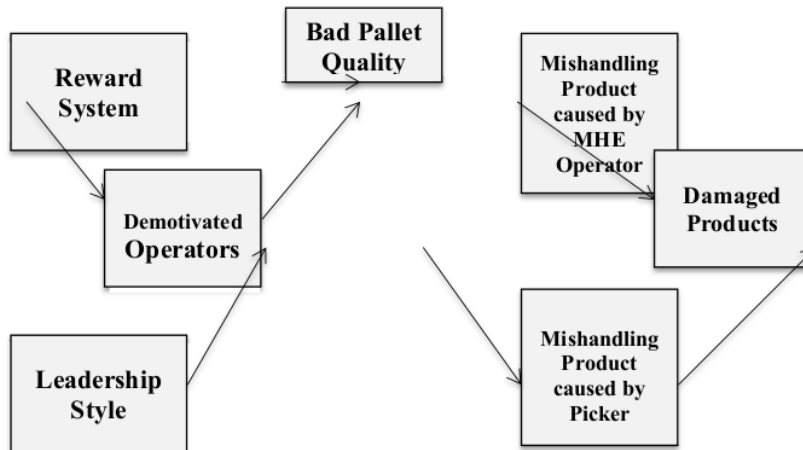 Reward
System
Demotivated
Operators
Leadership
Style
Bad Pallet
Quality
Mishandling
Product
caused by
MHE
Operator
Damaged
Products
Mishandling
Product
caused by
Picker